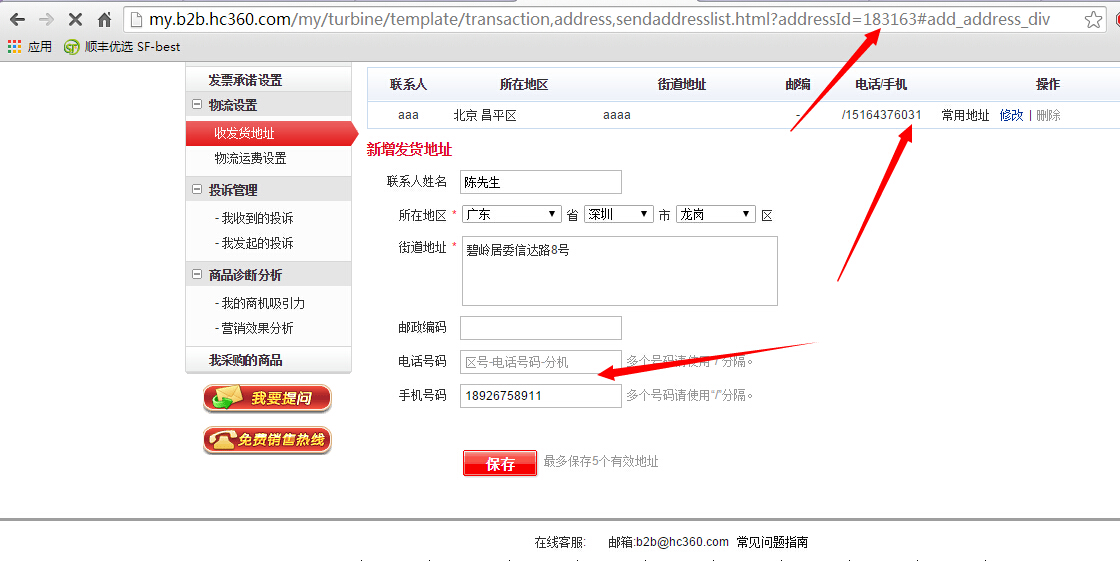 my.b2b.hc360.com/my/turbine/template/transaction,address,sendaddresslist.html?addressId=183163#add_address_div
应用 顺丰优选 SF-best
发票承诺设置
物流设置
收发货地址
物流运费设置
投诉管理
- 我收到的投诉
- 我发起的投诉
商品诊断分析
- 我的商机吸引力
- 营销效果分析
我采购的商品
我要提问
免费销售热线
联系人 所在地区 街道地址 邮编 电话/手机 操作
aaa 北京 昌平区 aaaa - /15164376031 常用地址 修改 | 删除
新增发货地址
联系人姓名 陈先生
所在地区 * 广东 省 深圳 市 龙岗 区
街道地址 * 碧岭居委信达路8号
邮政编码
电话号码 区号-电话号码-分机 多个号码请使用“/”分隔。
手机号码 18926758911 多个号码请使用“/”分隔。
保存 最多保存5个有效地址
在线客服: 邮箱:b2b@hc360.com 常见问题指南